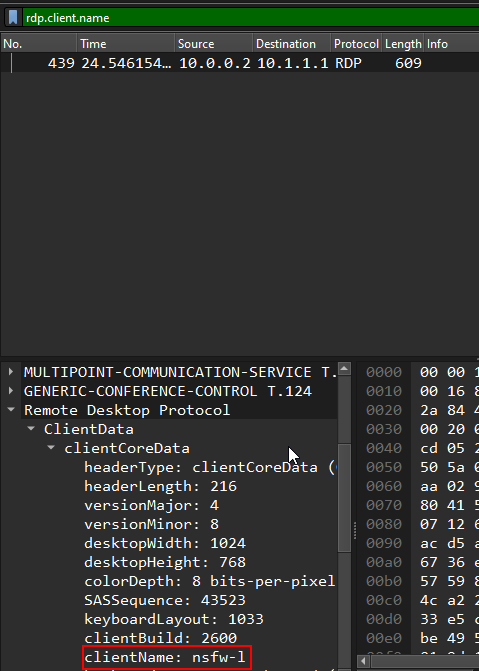 rdp.client.name
No. Time Source Destination Protocol Length Info
439 24.546154… 10.0.0.2 10.1.1.1 RDP 609
MULTIPOINT-COMMUNICATION-SERVICE T.
GENERIC-CONFERENCE-CONTROL T.124
Remote Desktop Protocol
ClientData
clientCoreData
headerType: clientCoreData (
headerLength: 216
versionMajor: 4
versionMinor: 8
desktopWidth: 1024
desktopHeight: 768
colorDepth: 8 bits-per-pixel
SASSequence: 43523
keyboardLayout: 1033
clientBuild: 2600
clientName: nsfw-l
0000 00 00 1
0010 00 16 8
0020 2a 84 4
0030 00 20 0
0040 cd 05 2
0050 50 5a 0
0060 aa 02 9
0070 80 41 5
0080 07 12 6
0090 ac d5 a
00a0 67 36 e
00b0 57 59 8
00c0 4c a2 2
00d0 33 e5 c
00e0 be 49 5